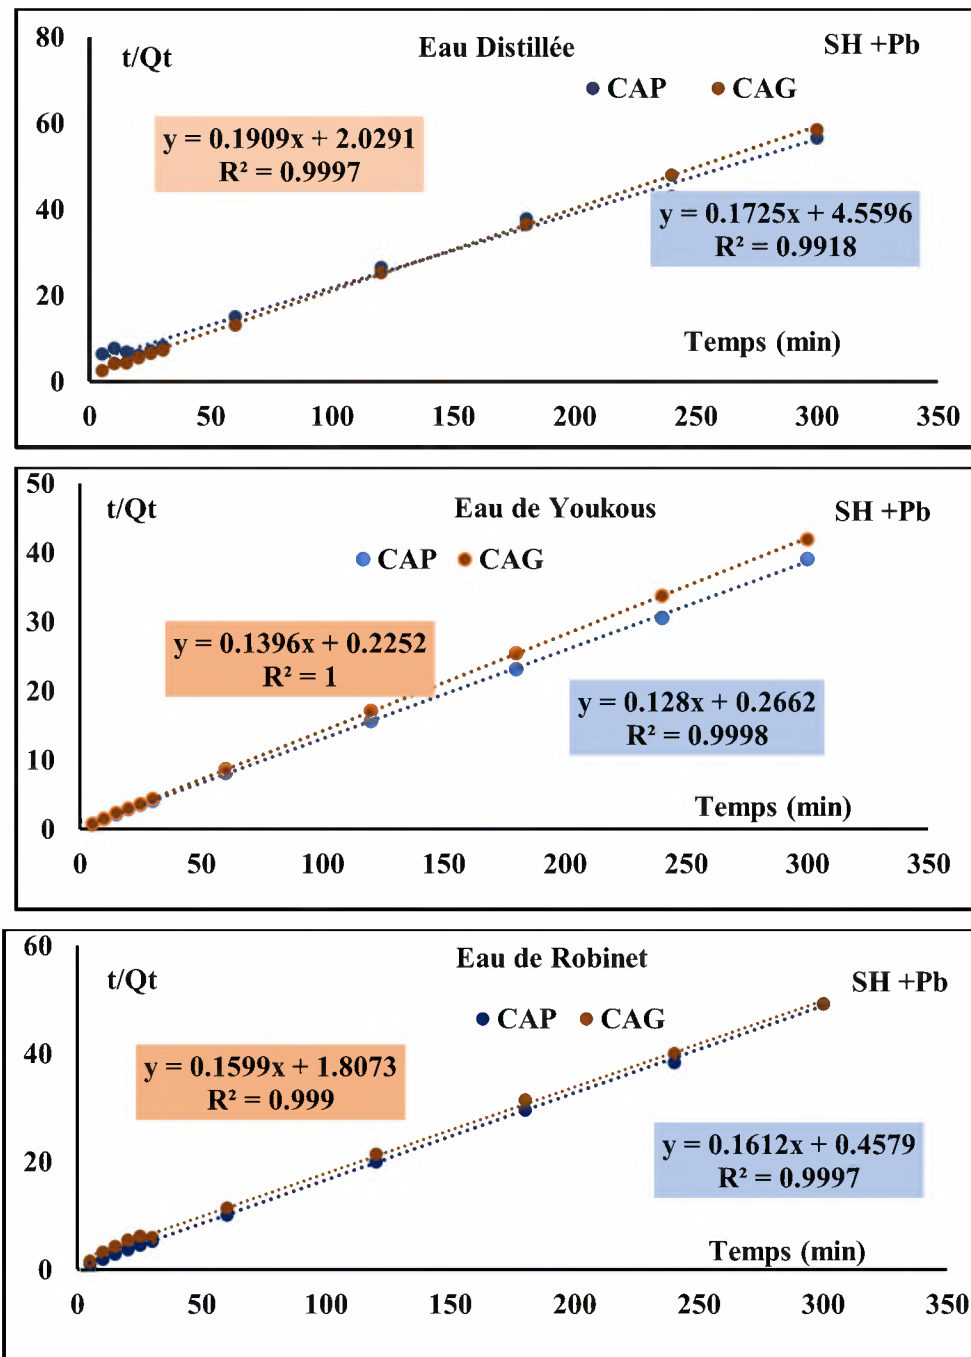 80
t/Qt
Eau Distillée
SH +Pb
CAP
CAG
60
y = 0.1909x + 2.0291
R² = 0.9997
40
y = 0.1725x + 4.5596
R² = 0.9918
20
Temps (min)
0
0 50 100 150 200 250 300 350
50
t/Qt
Eau de Youkous
SH +Pb
40
CAP
CAG
30
y = 0.1396x + 0.2252
R² = 1
20
y = 0.128x + 0.2662
R² = 0.9998
10
Temps (min)
0
0 50 100 150 200 250 300 350
60
t/Qt
Eau de Robinet
SH +Pb
CAP
CAG
40
y = 0.1599x + 1.8073
R² = 0.999
20
y = 0.1612x + 0.4579
R² = 0.9997
Temps (min)
0
0 50 100 150 200 250 300 350